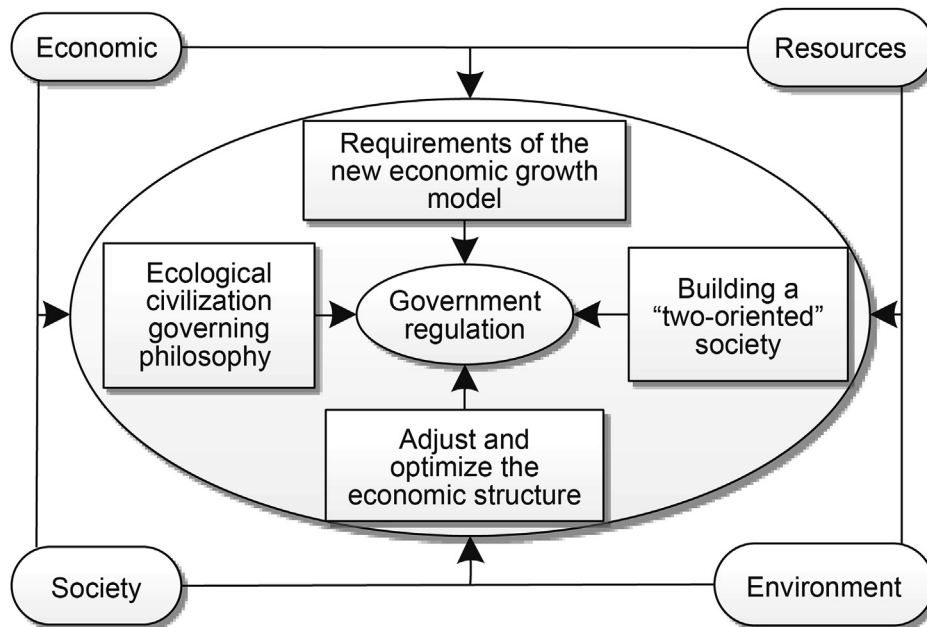 Economic
Resources
Requirements of the
new economic growth
model
Ecological
civilization
governing
philosophy
Government
regulation
Building a
“two-oriented”
society
Adjust and
optimize the
economic structure
Society
Environment